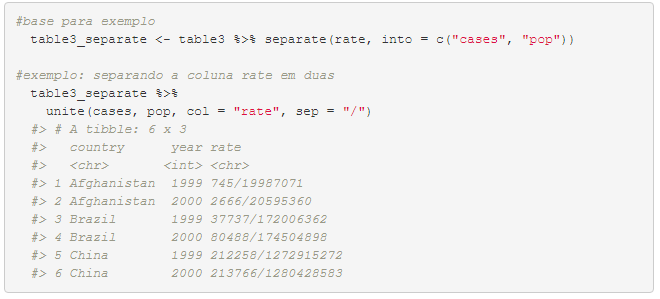 #base para exemplo
  table3_separate <- table3 %>% separate(rate, into = c("cases", "pop"))

#exemplo: separando a coluna rate em duas
  table3_separate %>%
    unite(cases, pop, col = "rate", sep = "/")
  #> # A tibble: 6 x 3
  #>   country      year rate
  #>   <chr>       <int> <chr>
  #> 1 Afghanistan  1999 745/19987071
  #> 2 Afghanistan  2000 2666/20595360
  #> 3 Brazil       1999 37737/172006362
  #> 4 Brazil       2000 80488/174504898
  #> 5 China        1999 212258/1272915272
  #> 6 China        2000 213766/1280428583